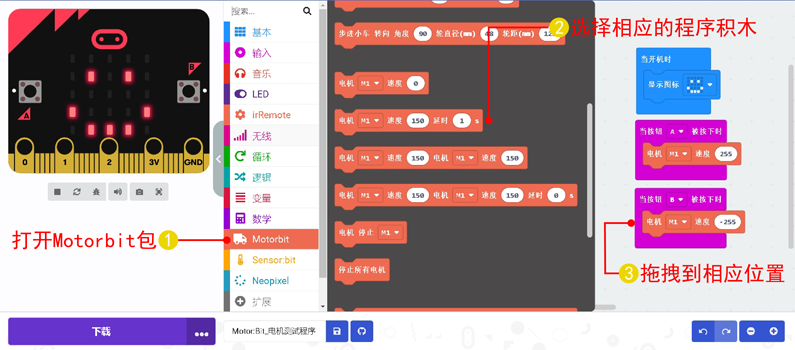 搜索...
基本
输入
音乐
LED
irRemote
无线
循环
逻辑
变量
数学
Motorbit
Sensor:bit
Neopixel
扩展
打开Motorbit包 1
A
B
0 1 2 3V GND
步进小车 转向 角度 90 轮直径(mm) 48 轮距(mm) 12
2 选择相应的程序积木
电机 M1 速度 0
电机 M1 速度 150 延时 1 s
电机 M1 速度 150 电机 M1 速度 150
电机 M1 速度 150 电机 M1 速度 150 延时 0 s
电机 停止 M1
停止所有电机
当开机时
显示图标
当按钮 A 被按下时
电机 M1 速度 255
当按钮 B 被按下时
电机 M1 速度 -255
3 拖拽到相应位置
下载
Motor:Bit_电机测试程序